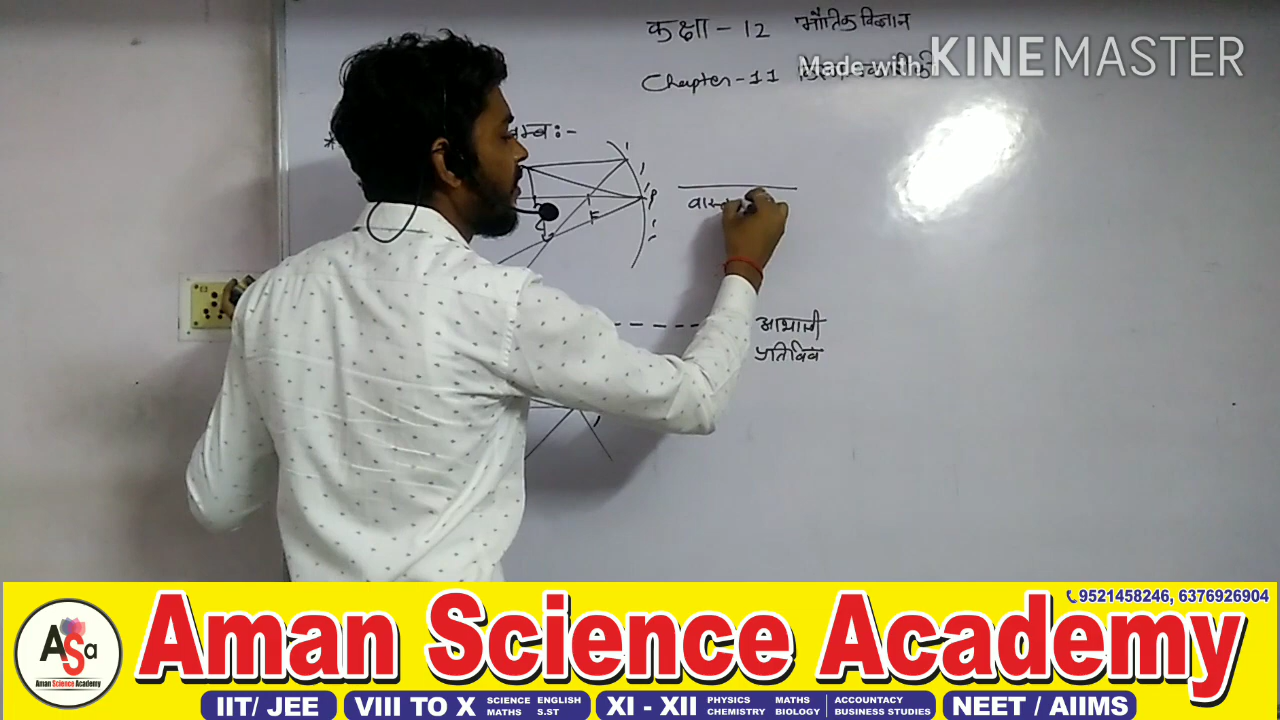 कक्षा - 12 भौतिक विज्ञान
Made with KINEMASTER
Chapter - 11
P
F
आभासी
प्रतिबिंब
9521458246, 6376926904
ASa
Aman Science Academy
Aman Science Academy
IIT/ JEE
VIII TO X SCIENCE ENGLISH MATHS S.ST
XI - XII PHYSICS MATHS CHEMISTRY BIOLOGY ACCOUNTACY BUSINESS STUDIES
NEET / AIIMS